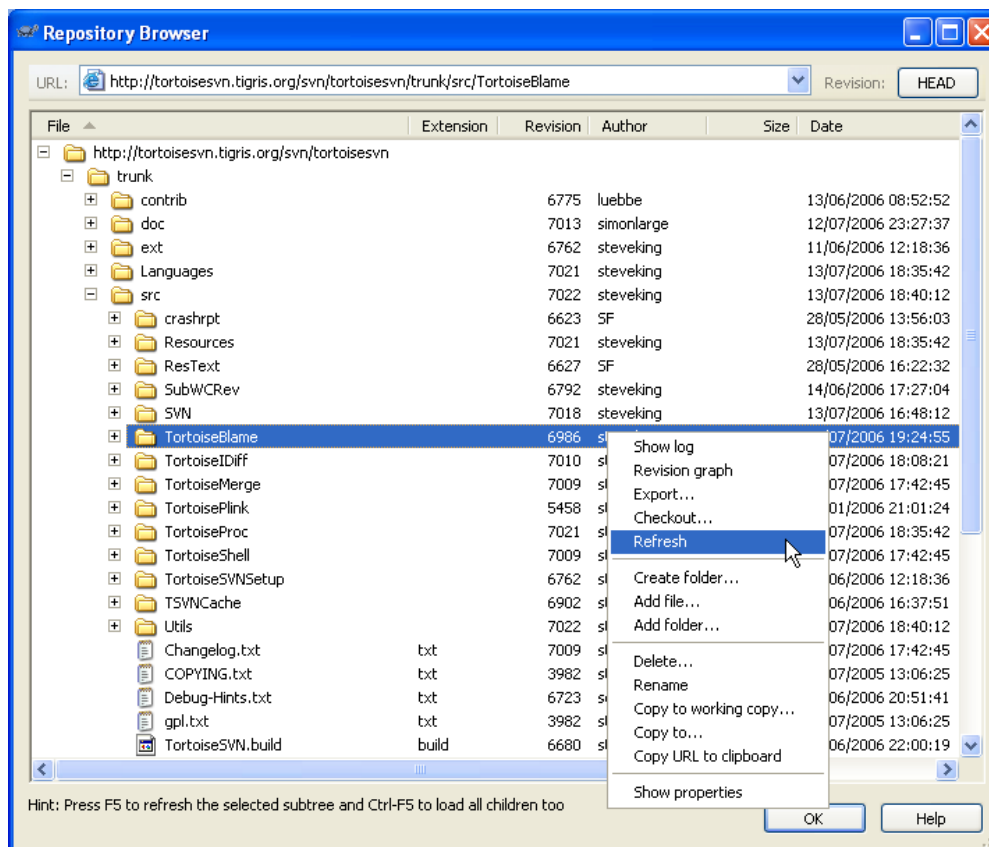 Repository Browser
URL: http://tortoisesvn.tigris.org/svn/tortoisesvn/trunk/src/TortoiseBlame Revision: HEAD
File Extension Revision Author Size Date
http://tortoisesvn.tigris.org/svn/tortoisesvn
trunk
contrib 6775 luebbe 13/06/2006 08:52:52
doc 7013 simonlarge 12/07/2006 23:27:37
ext 6762 steveking 11/06/2006 12:18:36
Languages 7021 steveking 13/07/2006 18:35:42
src 7022 steveking 13/07/2006 18:40:12
crashrpt 6623 SF 28/05/2006 13:56:03
Resources 7021 steveking 13/07/2006 18:35:42
ResText 6627 SF 28/05/2006 16:22:32
SubWCRev 6792 steveking 14/06/2006 17:27:04
SVN 7018 steveking 13/07/2006 16:48:12
TortoiseBlame 6986 07/2006 19:24:55
Show log
TortoiseIDiff 7010 07/2006 18:08:21
Revision graph
TortoiseMerge 7009 07/2006 17:42:45
Export...
TortoisePlink 5458 01/2006 21:01:24
Checkout...
TortoiseProc 7021 07/2006 18:35:42
Refresh
TortoiseShell 7009 07/2006 17:42:45
TortoiseSVNSetup 6762 06/2006 12:18:36
Create folder...
TSVNCache 6902 06/2006 16:37:51
Add file...
Utils 7022 07/2006 18:40:12
Add folder...
Changelog.txt txt 7009 07/2006 17:42:45
Delete...
COPYING.txt txt 3982 07/2005 13:06:25
Rename
Debug-Hints.txt txt 6723 06/2006 20:51:41
Copy to working copy...
gpl.txt txt 3982 07/2005 13:06:25
Copy to...
TortoiseSVN.build build 6680 06/2006 22:00:19
Copy URL to clipboard
Show properties
Hint: Press F5 to refresh the selected subtree and Ctrl-F5 to load all children too
OK Help